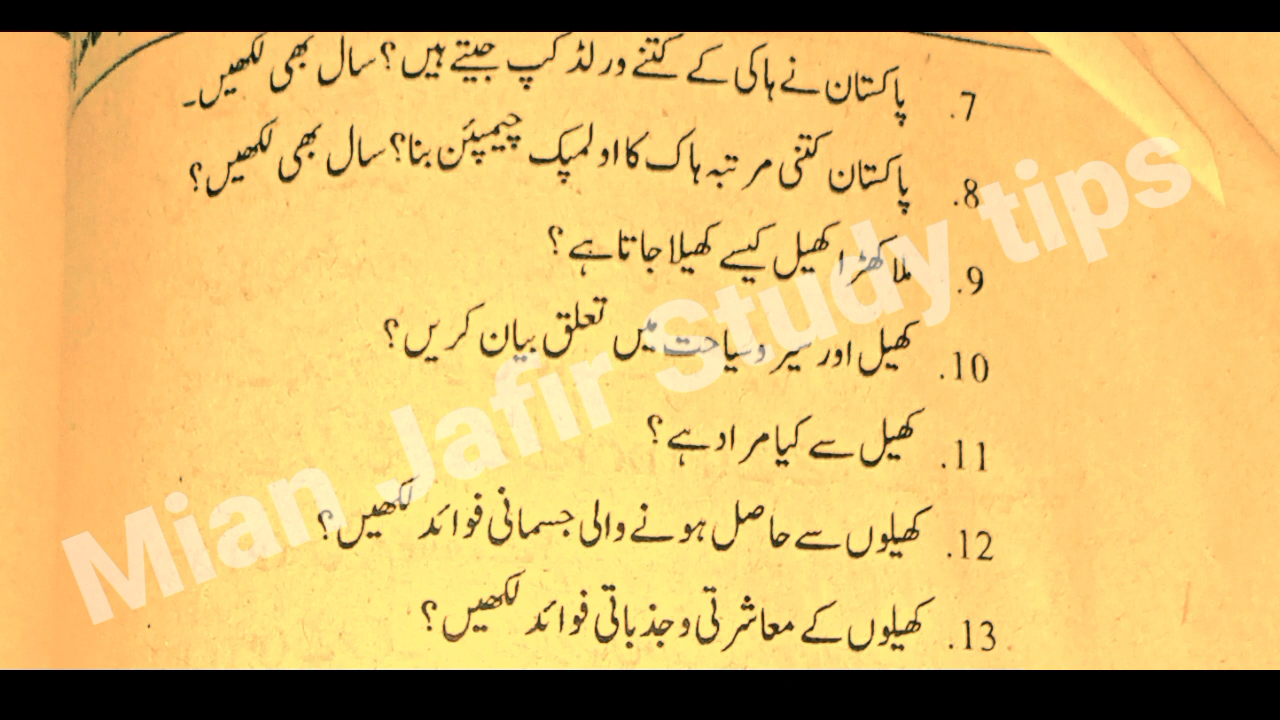 7. پاکستان نے ہاکی کے کتنے ورلڈ کپ جیتے ہیں؟ سال بھی لکھیں۔
8. پاکستان کتنی مرتبہ ہاک کا اولمپک چیمپئن بنا؟ سال بھی لکھیں؟
9. ملاکھڑا کھیل کیسے کھیلا جاتا ہے؟
10. کھیل اور سیر وسیاحت میں تعلق بیان کریں؟
11. کھیل سے کیا مراد ہے؟
12. کھیلوں سے حاصل ہونے والی جسمانی فوائد لکھیں؟
13. کھیلوں کے معاشرتی وجذباتی فوائد لکھیں؟
Mian Jafir Study tips